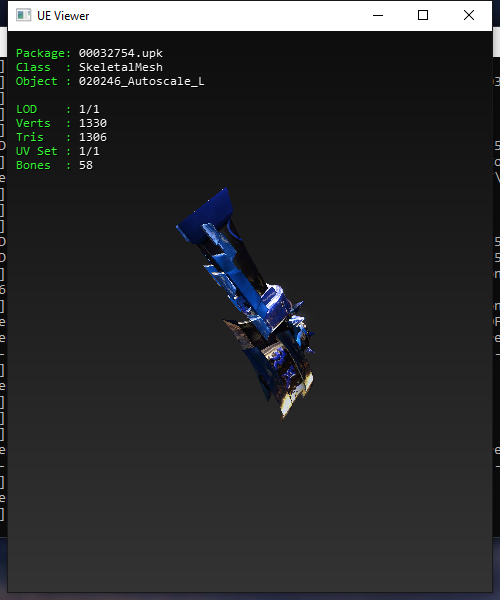 UE Viewer
Package: 00032754.upk
Class : SkeletalMesh
Object : 020246_Autoscale_L
LOD : 1/1
Verts : 1330
Tris : 1306
UV Set : 1/1
Bones : 58